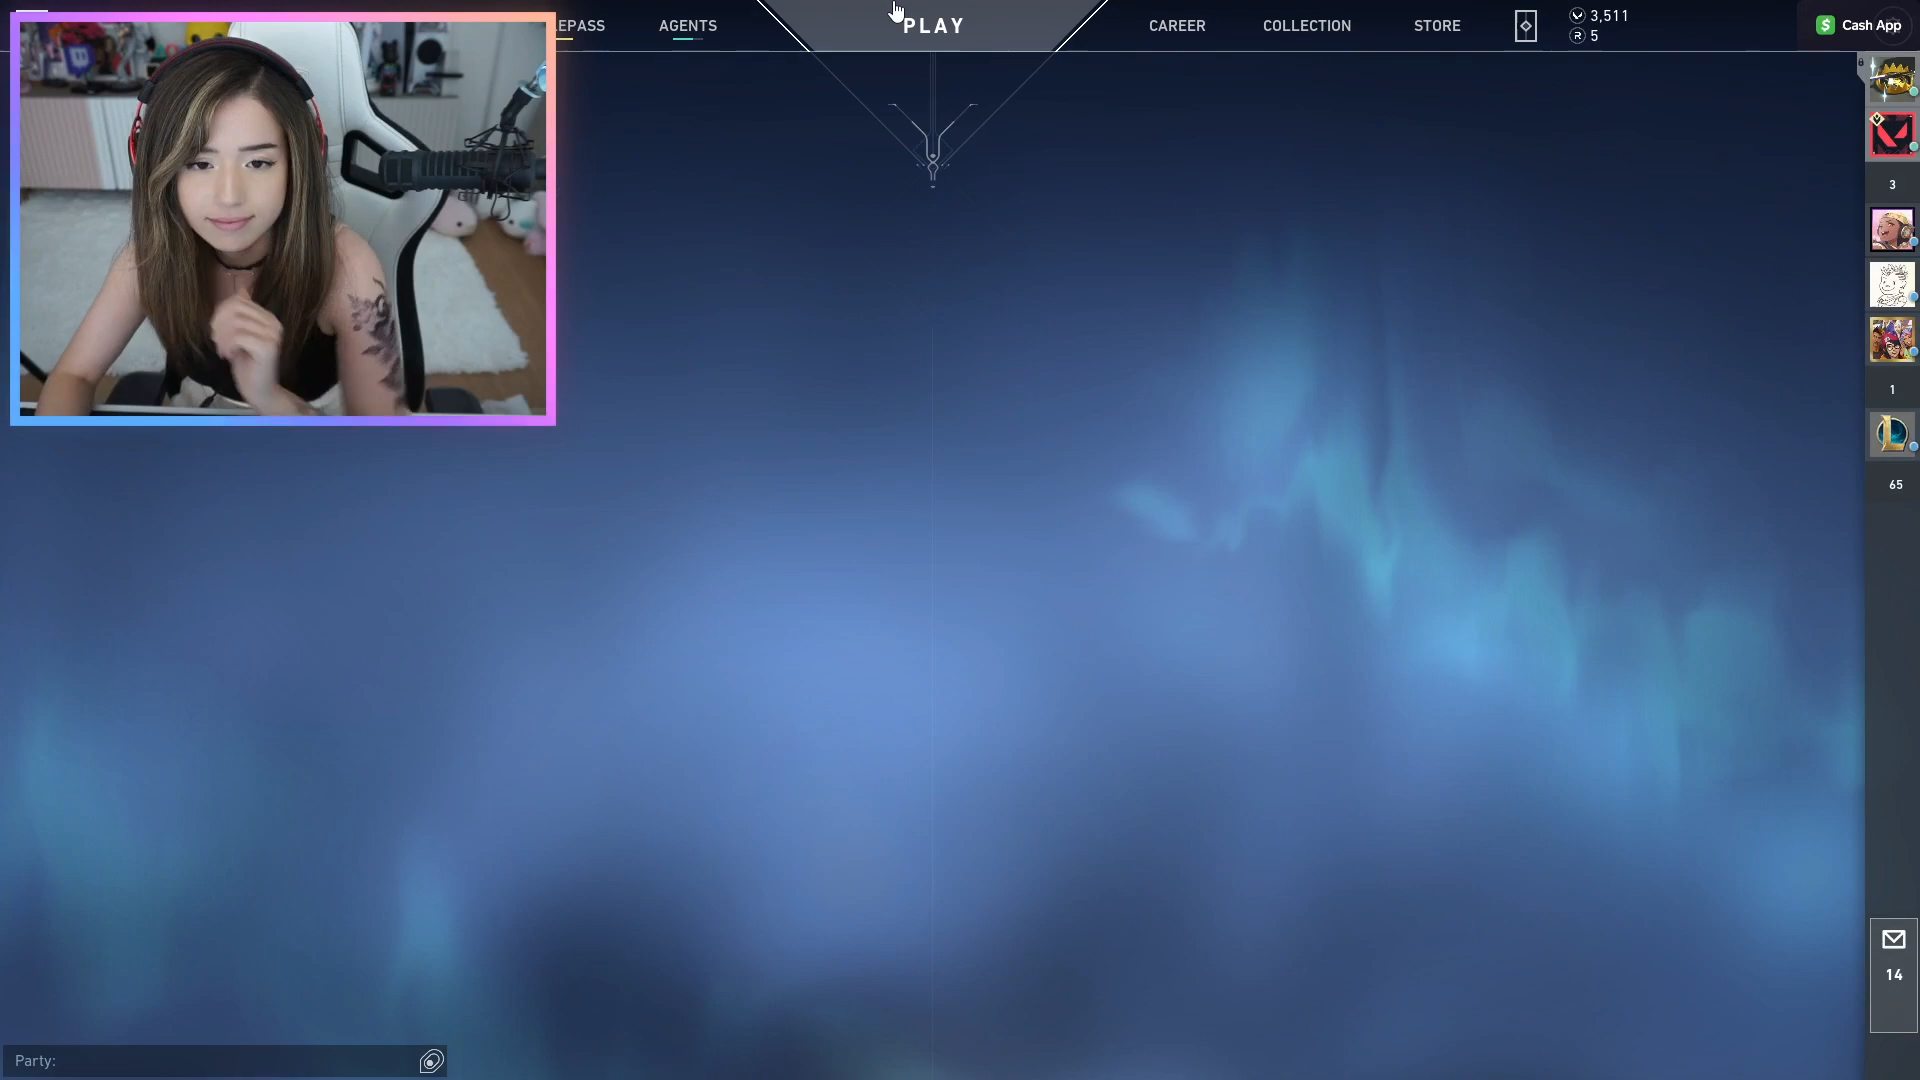 EPASS
AGENTS
PLAY
CAREER
COLLECTION
STORE
3,511
R 5
$ Cash App
3
1
L
65
14
Party: